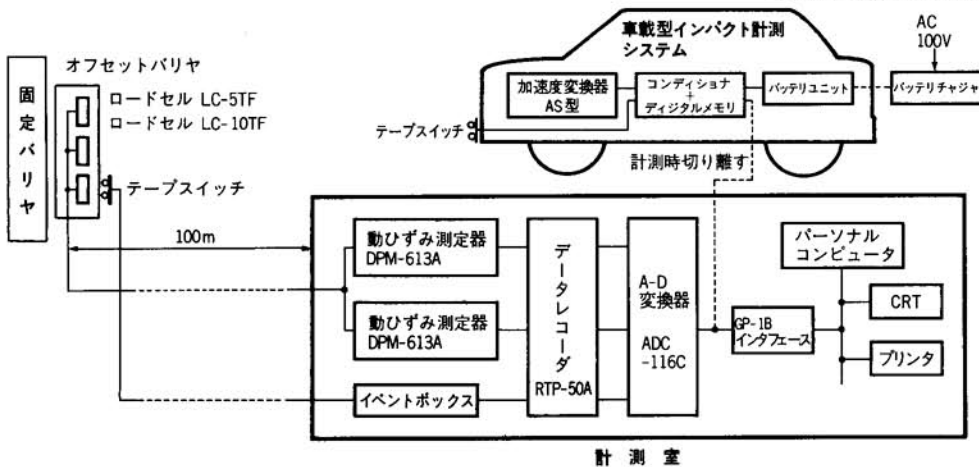 AC
100V
車載型インパクト計測
システム
固定バリヤ
オフセットバリヤ
ロードセル LC-5TF
ロードセル LC-10TF
加速度変換器
AS型
コンディショナ
+
ディジタルメモリ
バッテリユニット
バッテリチャジャ
テープスイッチ
テープスイッチ
計測時切り離す
100m
動ひずみ測定器
DPM-613A
動ひずみ測定器
DPM-613A
イベントボックス
データレコーダ
RTP-50A
A-D
変換器
ADC
-116C
GP-1B
インタフェース
パーソナル
コンピュータ
CRT
プリンタ
計測室